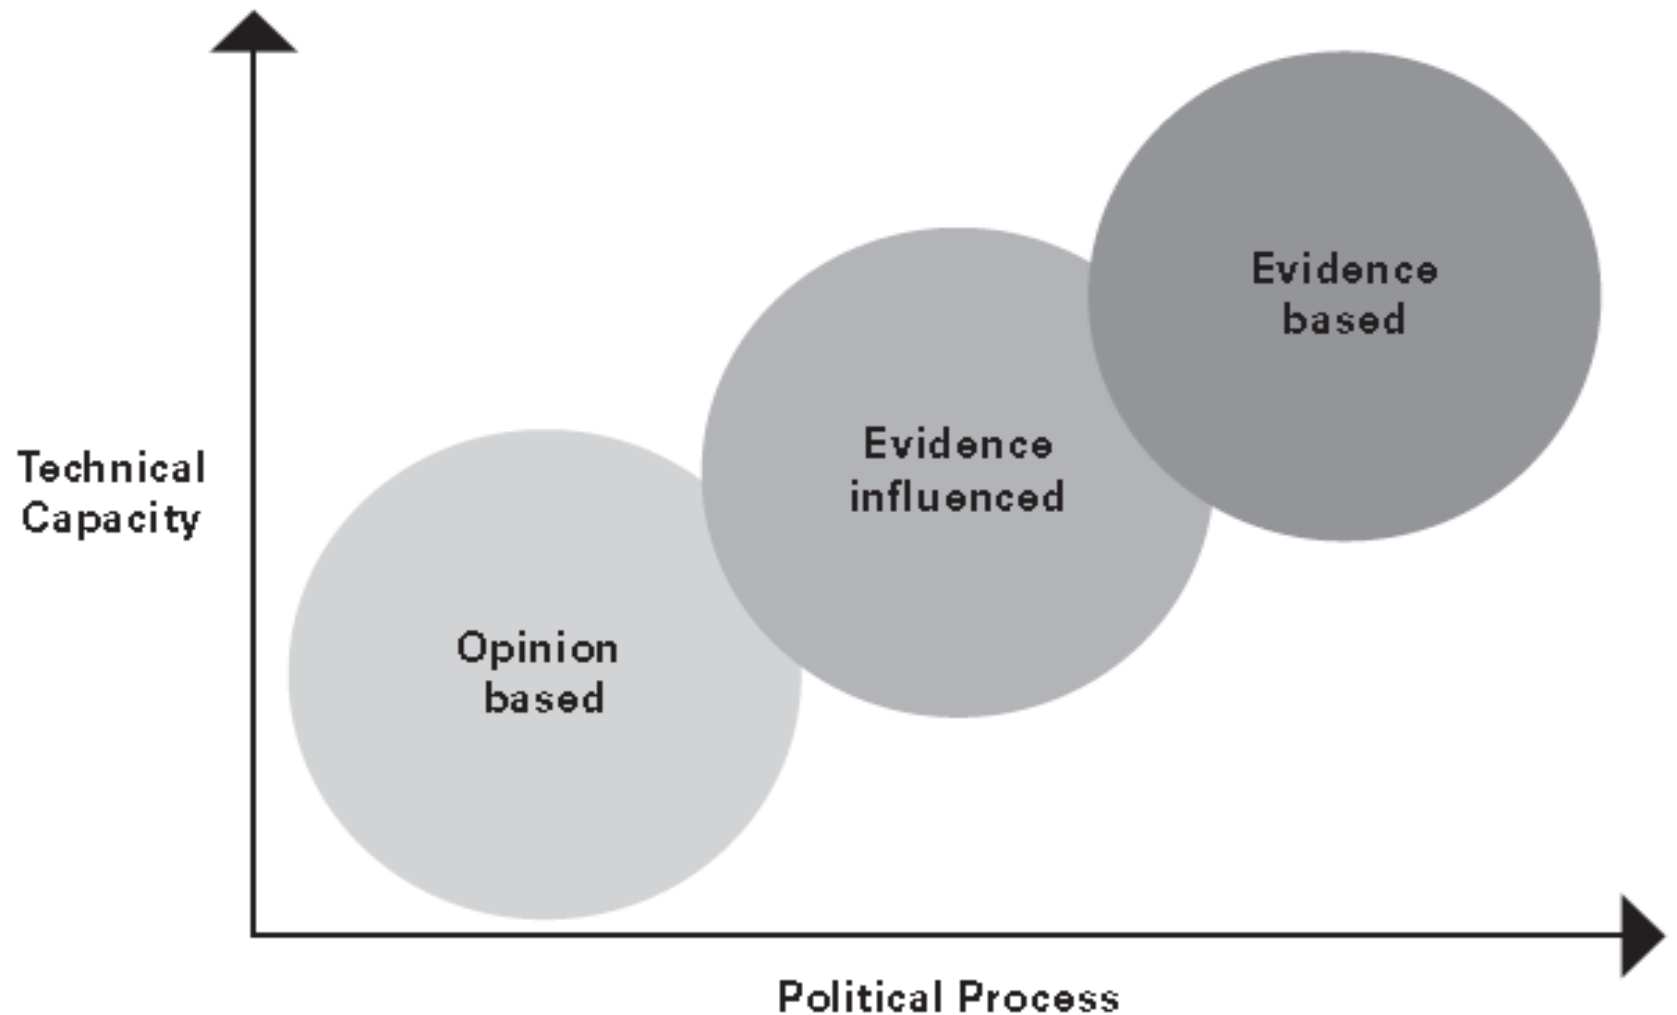 Technical
Capacity
Opinion
based
Evidence
influenced
Evidence
based
Political Process